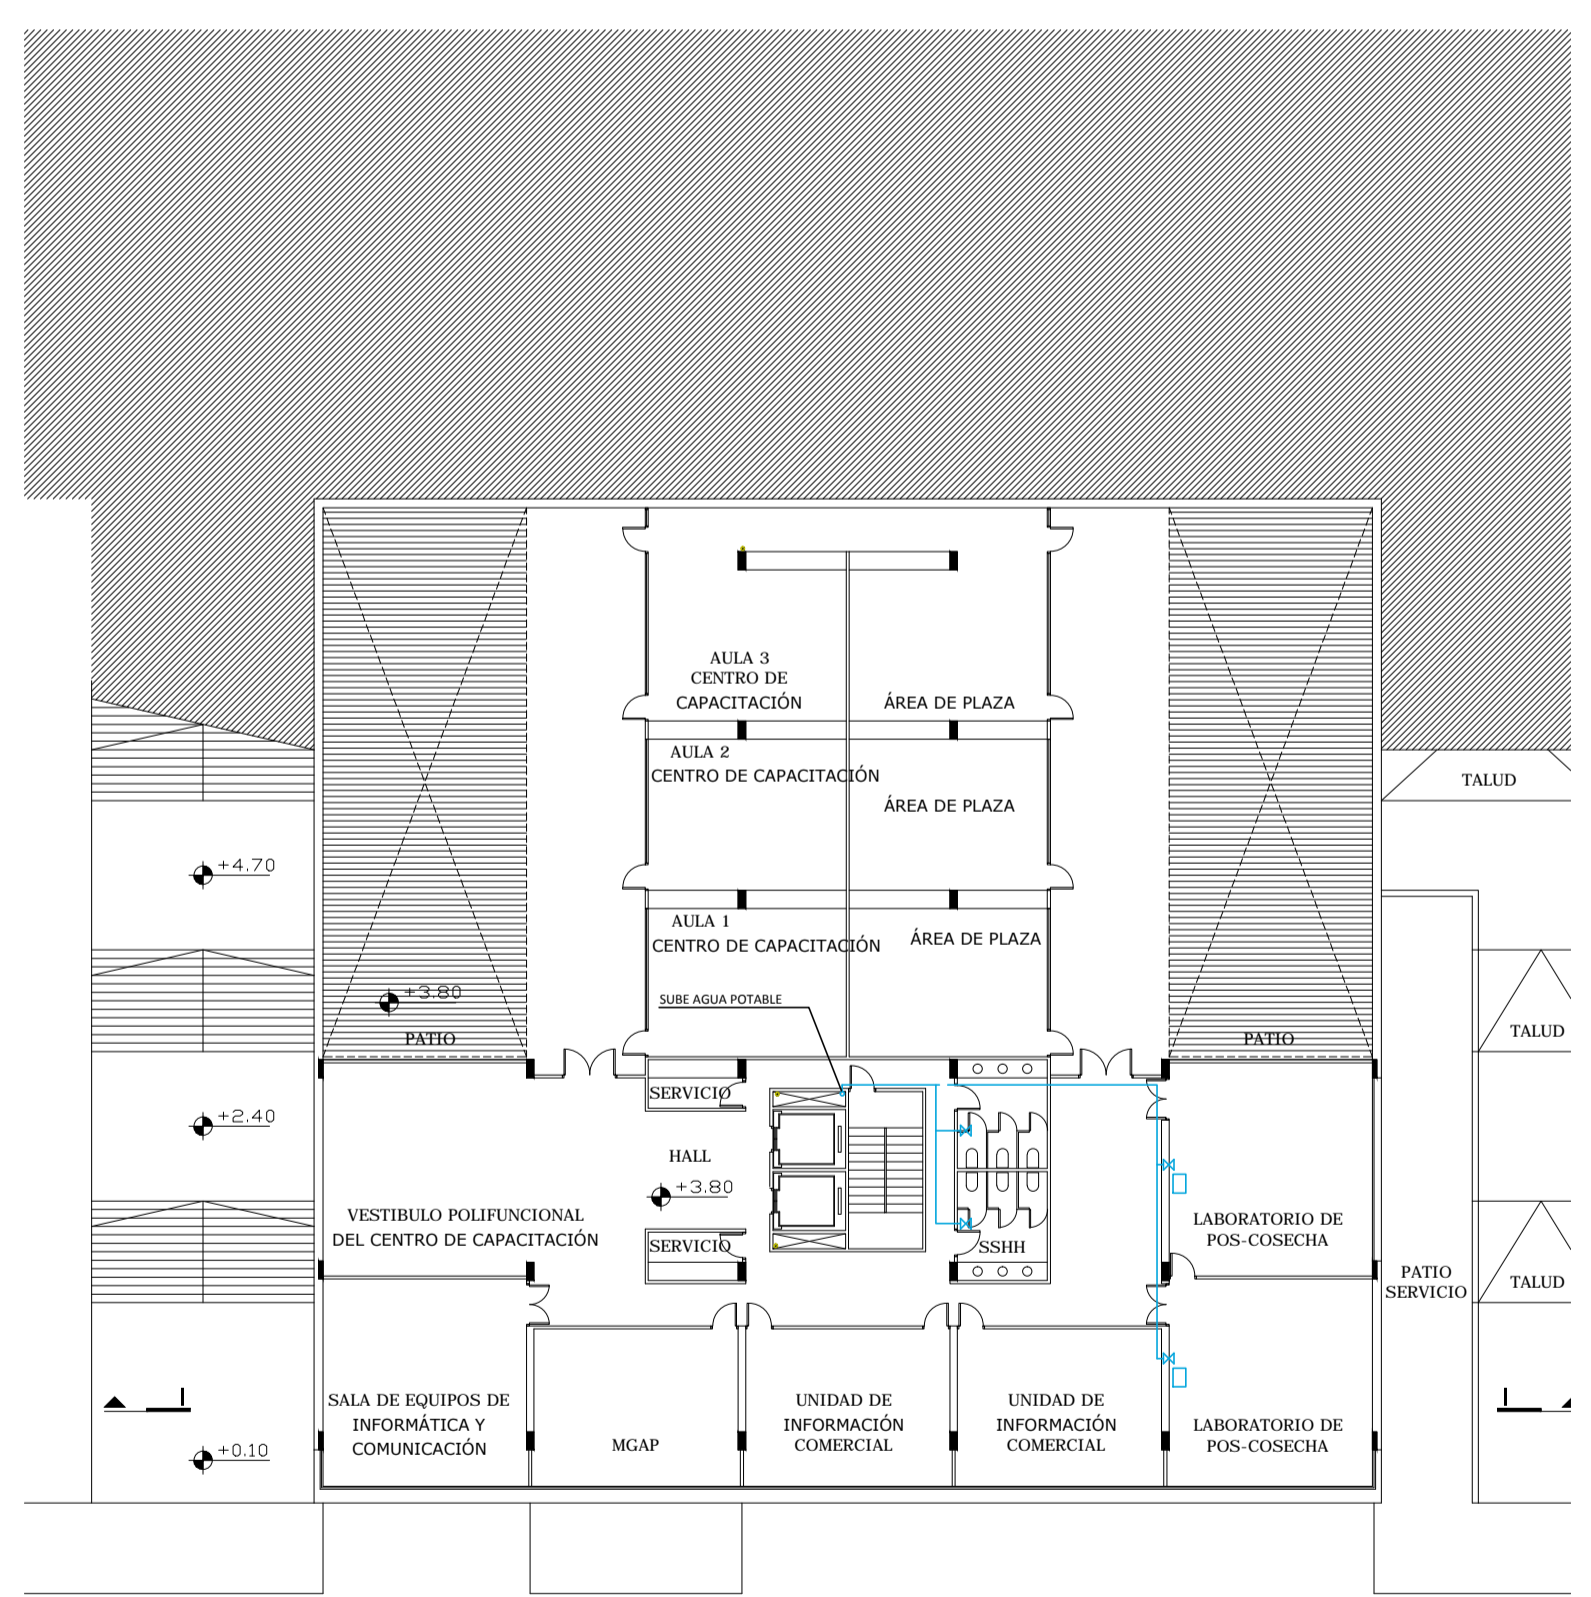 AULA 3
CENTRO DE
CAPACITACIÓN
ÁREA DE PLAZA
AULA 2
CENTRO DE CAPACITACIÓN
ÁREA DE PLAZA
TALUD
+4.70
AULA 1
CENTRO DE CAPACITACIÓN
ÁREA DE PLAZA
+3.80
SUBE AGUA POTABLE
PATIO
PATIO
TALUD
SERVICIO
+2.40
HALL
+3.80
VESTIBULO POLIFUNCIONAL
DEL CENTRO DE CAPACITACIÓN
SERVICIO
SSHH
LABORATORIO DE
POS-COSECHA
PATIO
SERVICIO
TALUD
I
SALA DE EQUIPOS DE
INFORMÁTICA Y
COMUNICACIÓN
MGAP
UNIDAD DE
INFORMACIÓN
COMERCIAL
UNIDAD DE
INFORMACIÓN
COMERCIAL
LABORATORIO DE
POS-COSECHA
I
+0.10